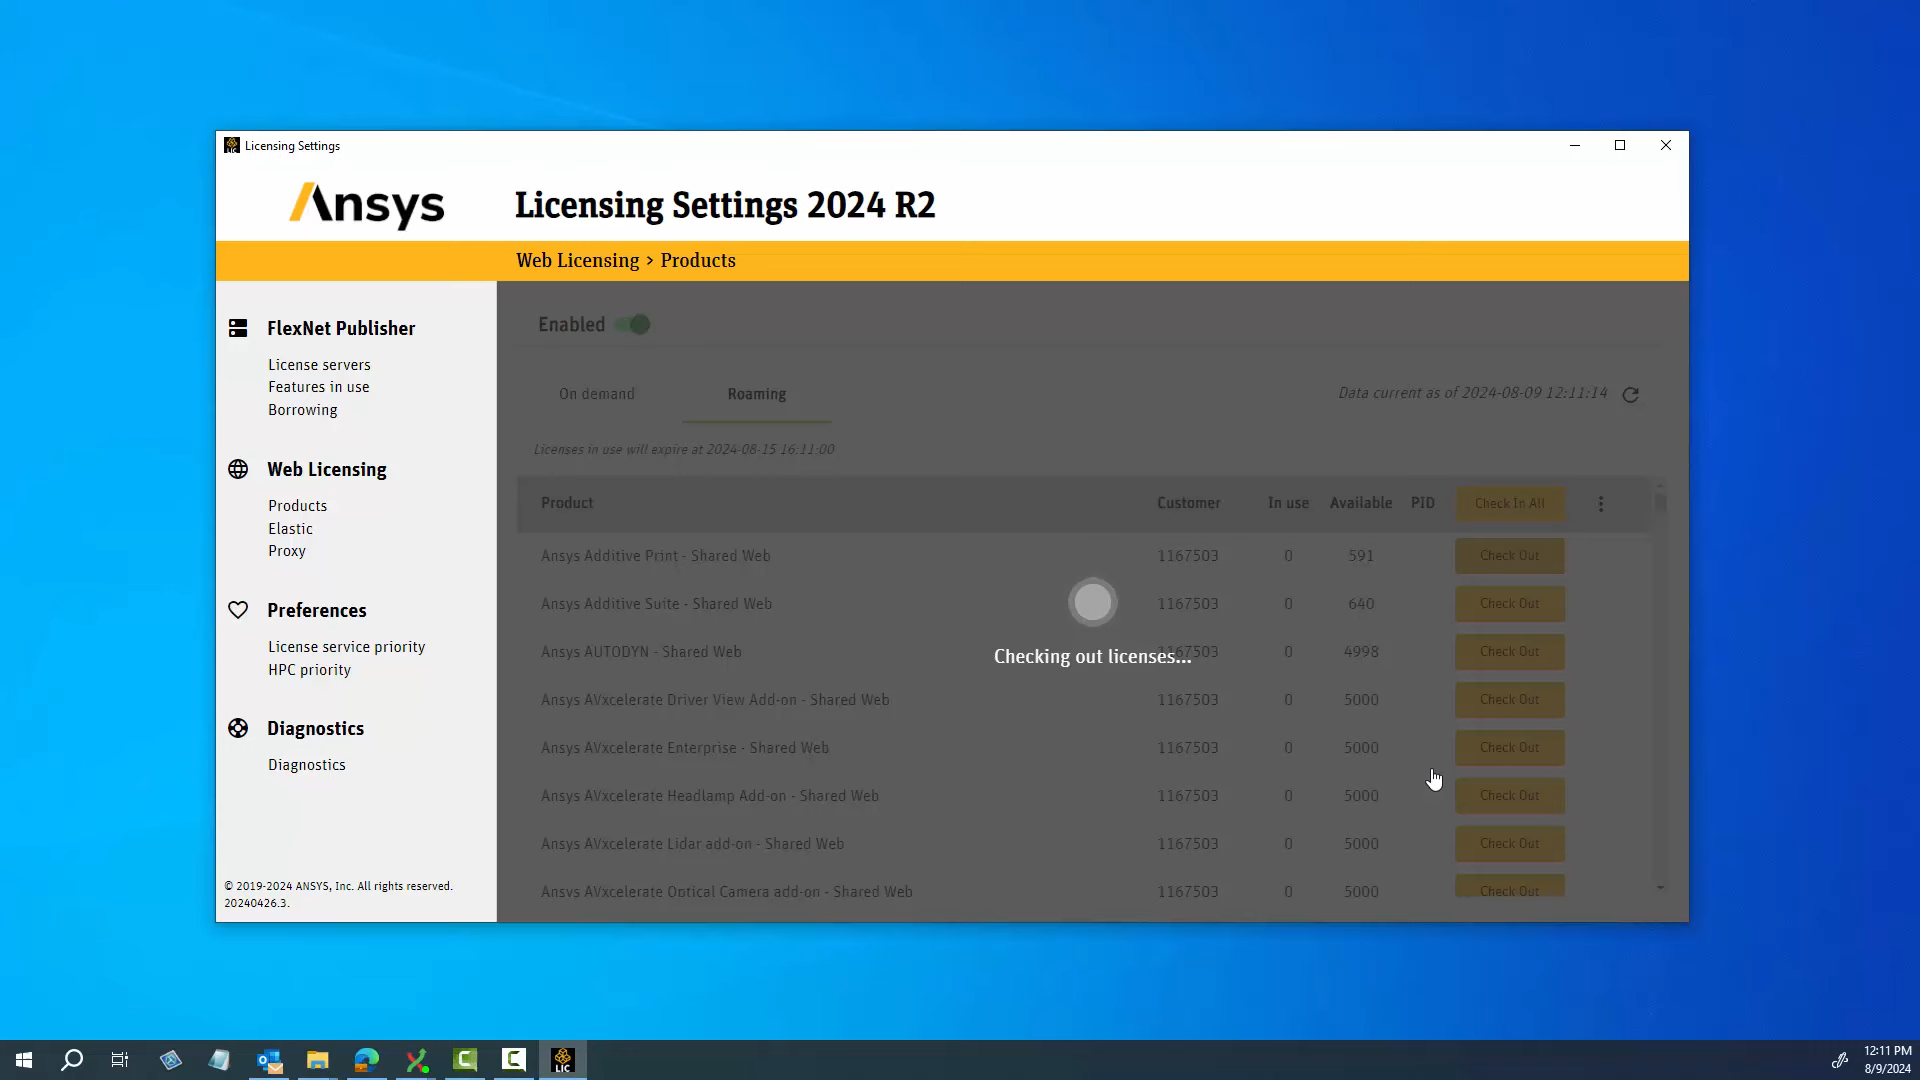 Licensing Settings
Ansys
Licensing Settings 2024 R2
Web Licensing > Products
FlexNet Publisher
License servers
Features in use
Borrowing
Web Licensing
Products
Elastic
Proxy
Preferences
License service priority
HPC priority
Diagnostics
Diagnostics
© 2019-2024 ANSYS, Inc. All rights reserved.
20240426.3.
Enabled
On demand Roaming Data current as of 2024-08-09 12:11:14
Licenses in use will expire at 2024-08-15 16:11:00
Product Customer In use Available PID Check In All
Ansys Additive Print - Shared Web 1167503 0 591 Check Out
Ansys Additive Suite - Shared Web 1167503 0 640 Check Out
Ansys AUTODYN - Shared Web 1167503 0 4998 Check Out
Checking out licenses...
Ansys AVxcelerate Driver View Add-on - Shared Web 1167503 0 5000 Check Out
Ansys AVxcelerate Enterprise - Shared Web 1167503 0 5000 Check Out
Ansys AVxcelerate Headlamp Add-on - Shared Web 1167503 0 5000 Check Out
Ansys AVxcelerate Lidar add-on - Shared Web 1167503 0 5000 Check Out
Ansys AVxcelerate Optical Camera add-on - Shared Web 1167503 0 5000 Check Out
LIC
12:11 PM
8/9/2024